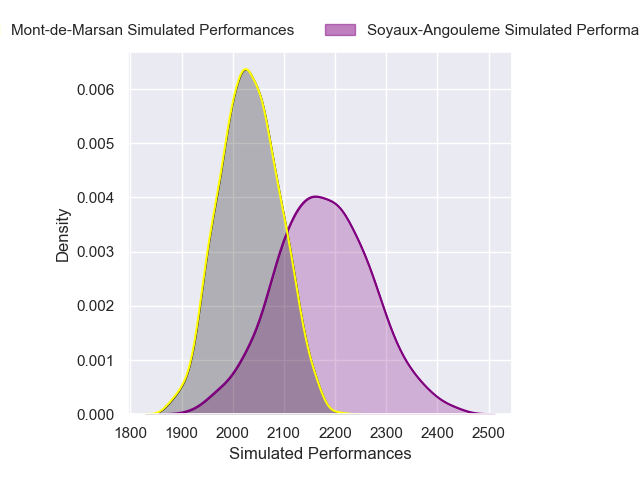 Mont-de-Marsan Simulated Performances
Soyaux-Angouleme Simulated Performa
0.006
0.005
0.004
0.003
0.002
0.001
0.000
Density
1800 1900 2000 2100 2200 2300 2400 2500
Simulated Performances